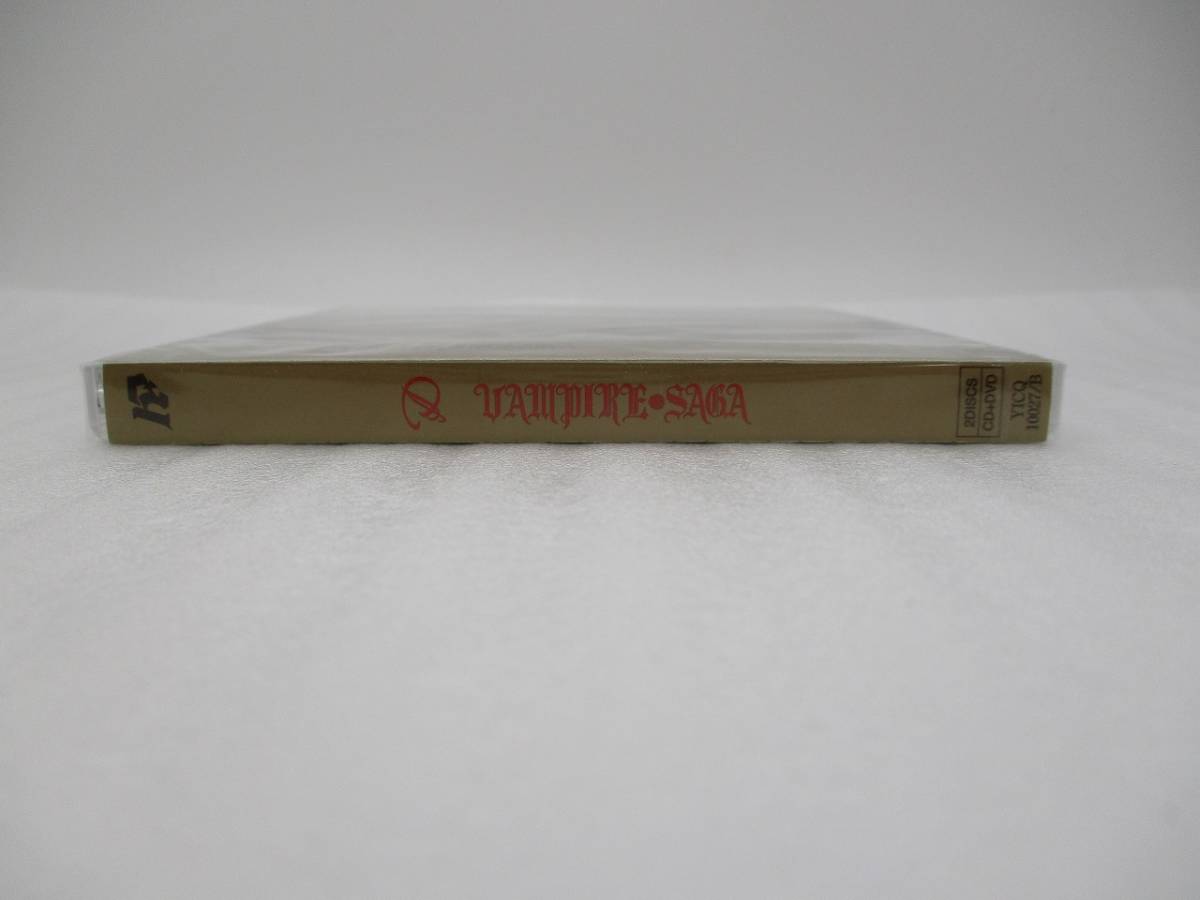 D VAMPIRE•SAGA
2DISCS
CD+DVD
YICQ
10027/B